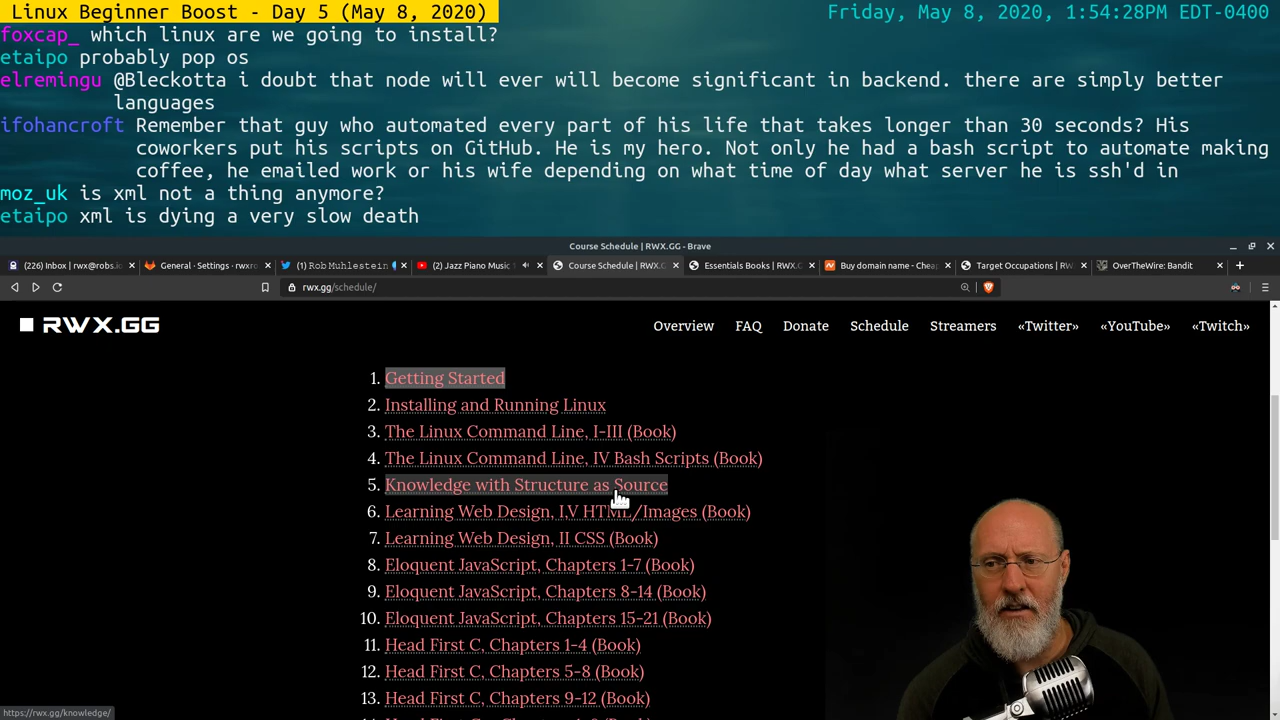 Linux Beginner Boost - Day 5 (May 8, 2020)
Friday, May 8, 2020, 1:54:28PM EDT-0400
foxcap_ which linux are we going to install?
etaipo probably pop os
elremingu @Bleckotta i doubt that node will ever will become significant in backend. there are simply better
languages
ifohancroft Remember that guy who automated every part of his life that takes longer than 30 seconds? His
coworkers put his scripts on GitHub. He is my hero. Not only he had a bash script to automate making
coffee, he emailed work or his wife depending on what time of day what server he is ssh'd in
moz_uk is xml not a thing anymore?
etaipo xml is dying a very slow death
Course Schedule | RWX.GG - Brave
(226) Inbox | rwx@robs.i
General · Settings · rwxro
(1) Rob Muhlestein
(2) Jazz Piano Music
Course Schedule | RWX.G
Essentials Books | RWX.G
Buy domain name - Chea
Target Occupations | RW
OverTheWire: Bandit
rwx.gg/schedule/
RWX.GG
Overview FAQ Donate Schedule Streamers «Twitter» «YouTube» «Twitch»
1. Getting Started
2. Installing and Running Linux
3. The Linux Command Line, I-III (Book)
4. The Linux Command Line, IV Bash Scripts (Book)
5. Knowledge with Structure as Source
6. Learning Web Design, I,V HTML/Images (Book)
7. Learning Web Design, II CSS (Book)
8. Eloquent JavaScript, Chapters 1-7 (Book)
9. Eloquent JavaScript, Chapters 8-14 (Book)
10. Eloquent JavaScript, Chapters 15-21 (Book)
11. Head First C, Chapters 1-4 (Book)
12. Head First C, Chapters 5-8 (Book)
13. Head First C, Chapters 9-12 (Book)
https://rwx.gg/knowledge/